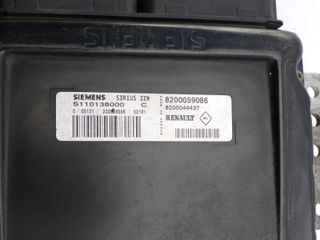 SIEMENS
SIEMENS SIRIUS 32N
S110138000 C
8200059086
8200044437
RENAULT